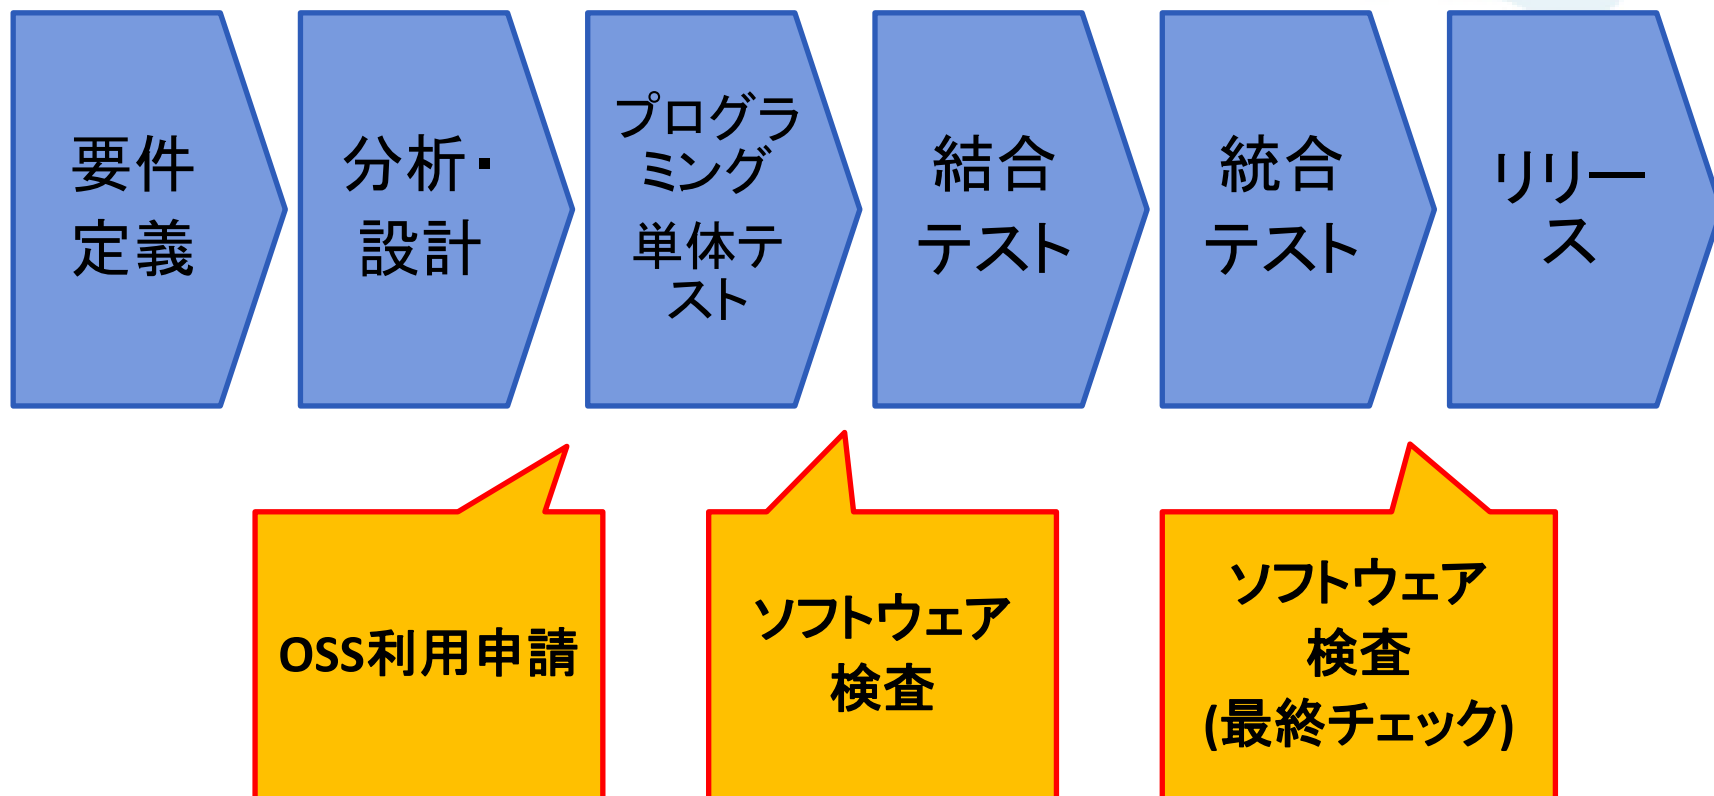 要件
定義
分析・
設計
プログラ
ミング
単体テ
スト
結合
テスト
統合
テスト
リリー
ス
OSS利用申請
ソフトウェア
検査
ソフトウェア
検査
(最終チェック)